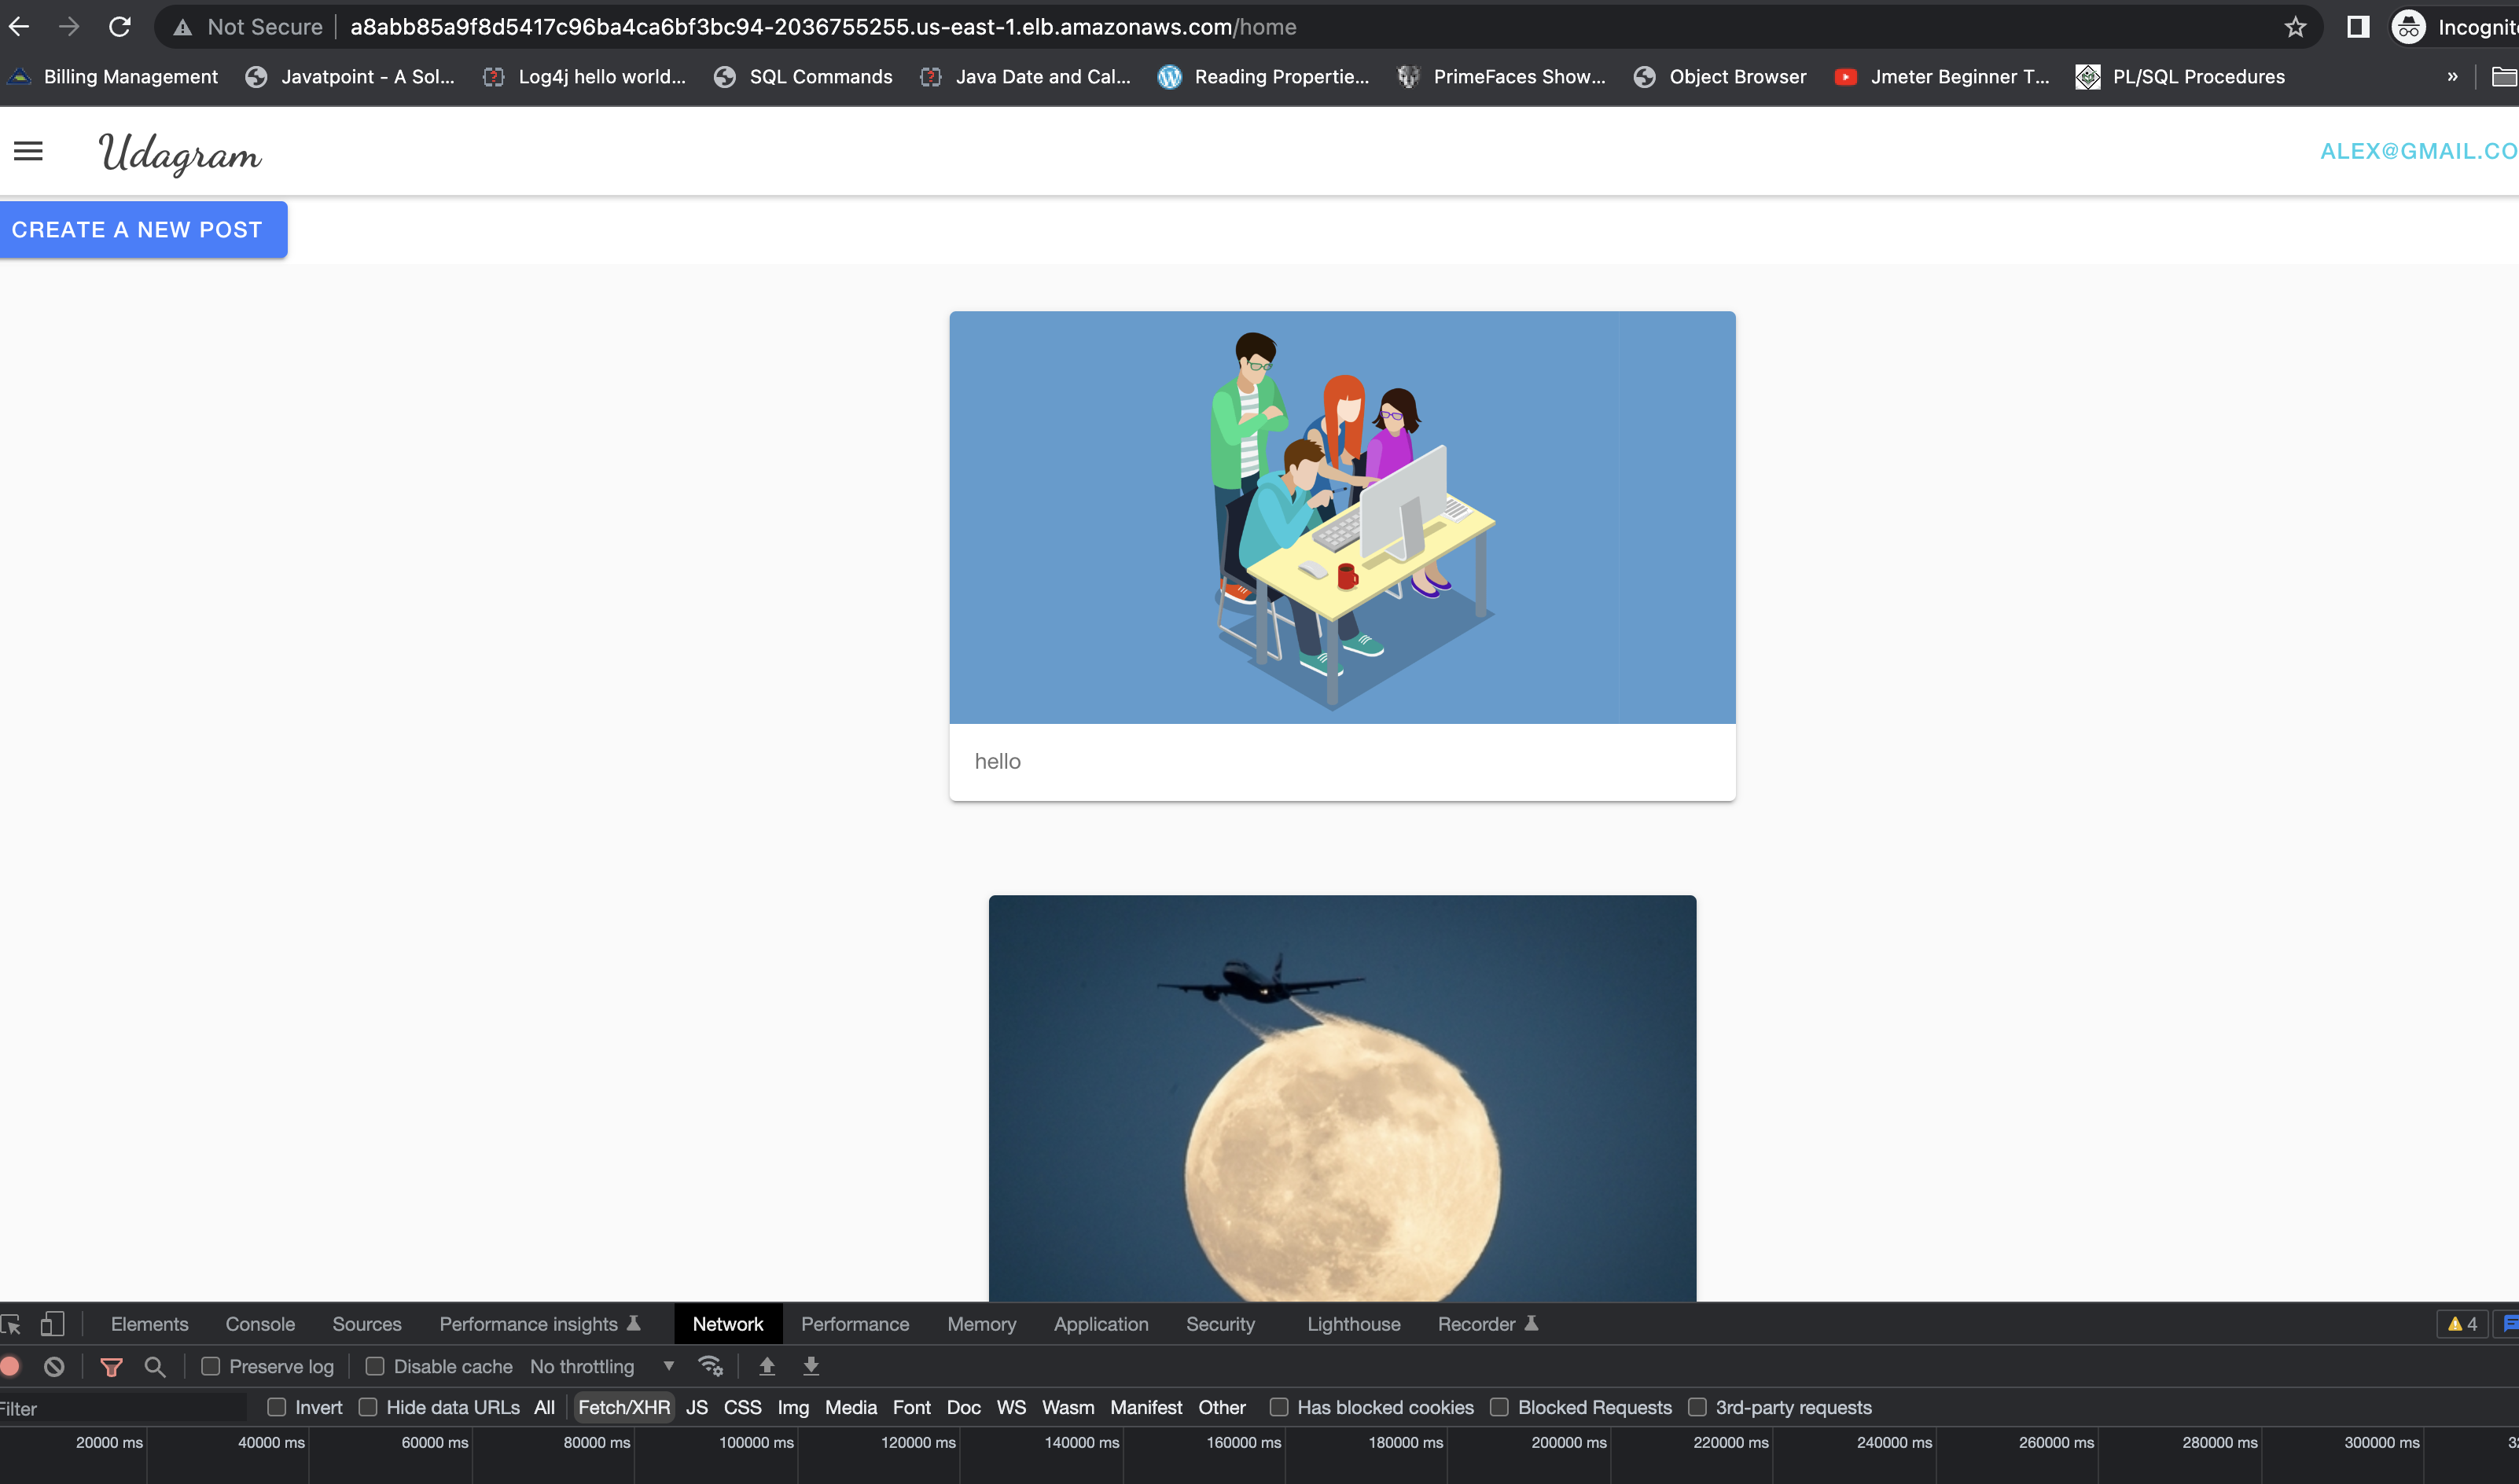 Not Secure a8abb85a9f8d5417c96ba4ca6bf3bc94-2036755255.us-east-1.elb.amazonaws.com/home Incognit
Billing Management Javatpoint - A Sol... Log4j hello world... SQL Commands Java Date and Cal... Reading Propertie... PrimeFaces Show... Object Browser Jmeter Beginner T... PL/SQL Procedures »
Udagram ALEX@GMAIL.CO
CREATE A NEW POST
hello
Elements Console Sources Performance insights Network Performance Memory Application Security Lighthouse Recorder 4
Preserve log Disable cache No throttling
Filter Invert Hide data URLs All Fetch/XHR JS CSS Img Media Font Doc WS Wasm Manifest Other Has blocked cookies Blocked Requests 3rd-party requests
20000 ms 40000 ms 60000 ms 80000 ms 100000 ms 120000 ms 140000 ms 160000 ms 180000 ms 200000 ms 220000 ms 240000 ms 260000 ms 280000 ms 300000 ms